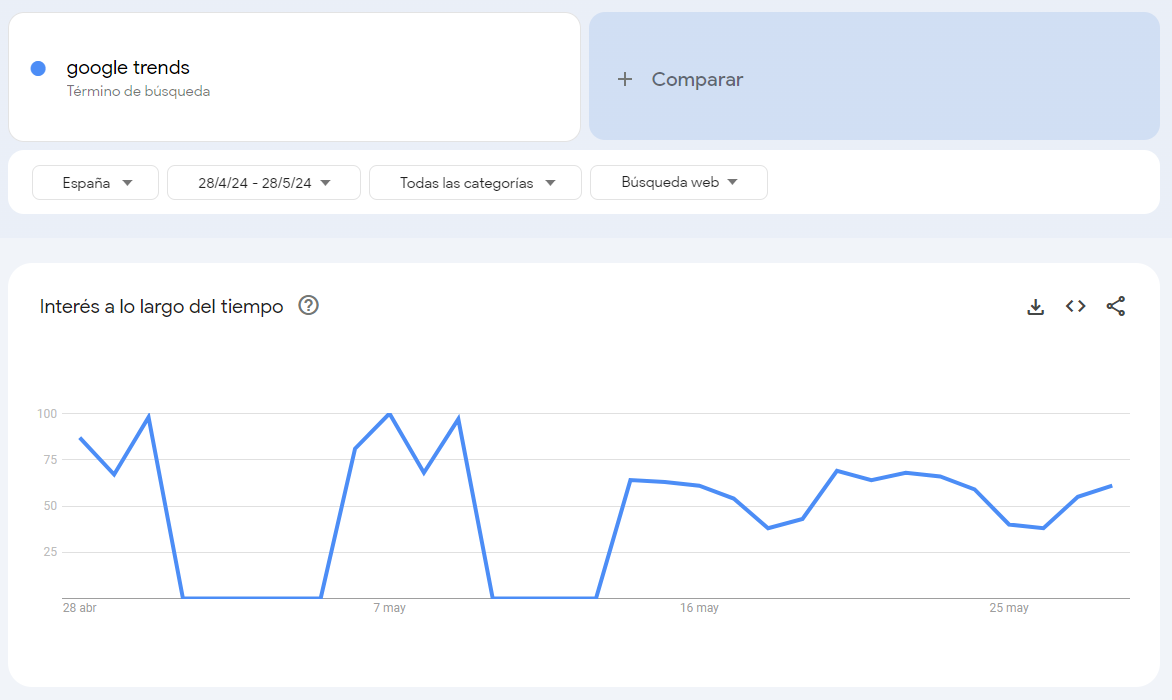 google trends
Término de búsqueda
+ Comparar
España
28/4/24 - 28/5/24
Todas las categorías
Búsqueda web
Interés a lo largo del tiempo
100
75
50
25
28 abr
7 may
16 may
25 may